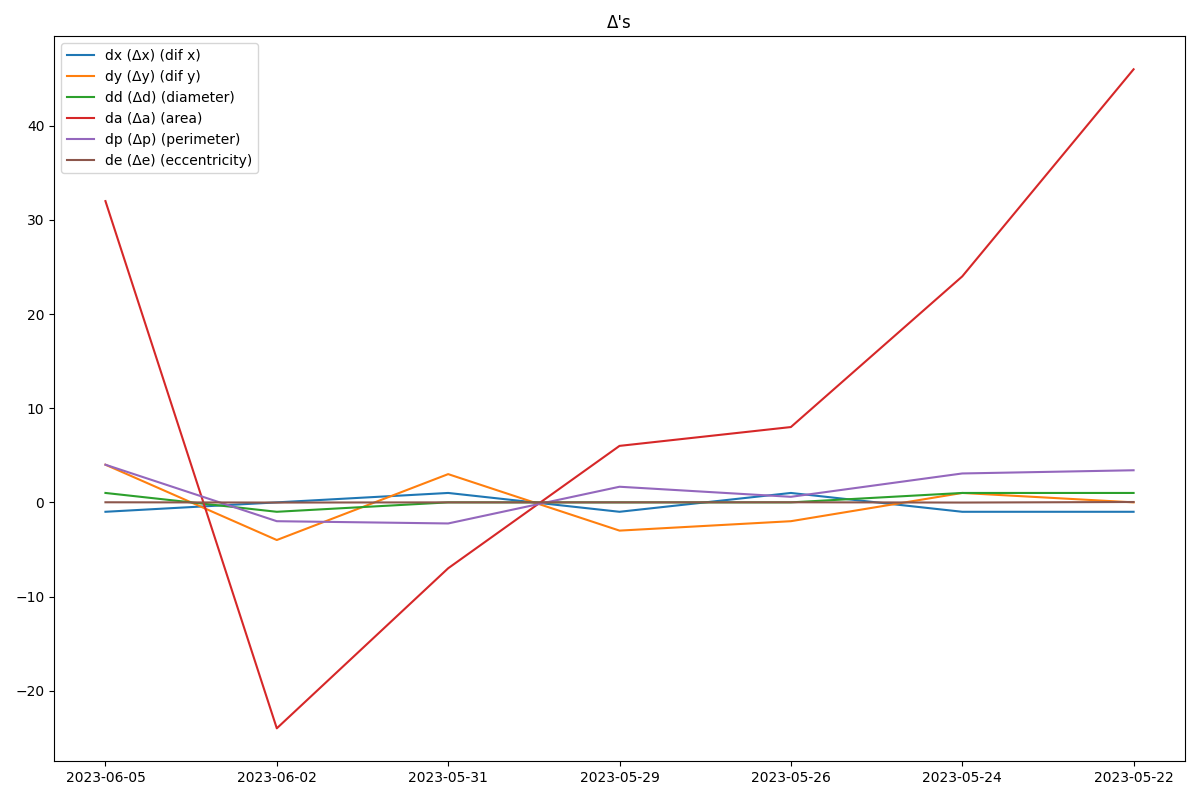 Δ's
dx (Δx) (dif x)
dy (Δy) (dif y)
dd (Δd) (diameter)
da (Δa) (area)
dp (Δp) (perimeter)
de (Δe) (eccentricity)
40
30
20
10
0
−10
−20
2023-06-05 2023-06-02 2023-05-31 2023-05-29 2023-05-26 2023-05-24 2023-05-22